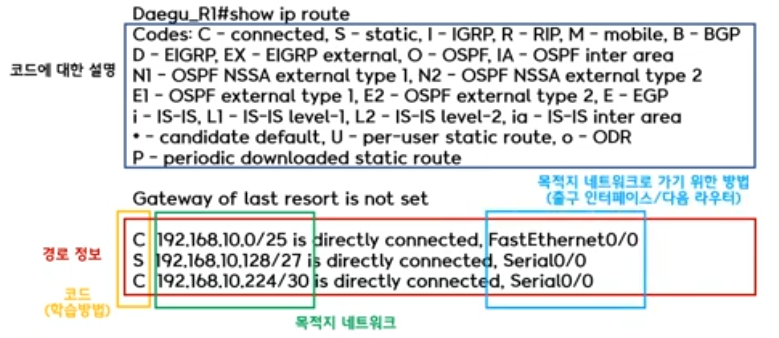 Daegu_R1#show ip route
코드에 대한 설명
Codes: C - connected, S - static, I - IGRP, R - RIP, M - mobile, B - BGP
D - EIGRP, EX - EIGRP external, O - OSPF, IA - OSPF inter area
N1 - OSPF NSSA external type 1, N2 - OSPF NSSA external type 2
E1 - OSPF external type 1, E2 - OSPF external type 2, E - EGP
i - IS-IS, L1 - IS-IS level-1, L2 - IS-IS level-2, ia - IS-IS inter area
* - candidate default, U - per-user static route, o - ODR
P - periodic downloaded static route
Gateway of last resort is not set
목적지 네트워크로 가기 위한 방법
(출구 인터페이스/다음 라우터)
경로 정보
C 192.168.10.0/25 is directly connected, FastEthernet0/0
S 192.168.10.128/27 is directly connected, Serial0/0
C 192.168.10.224/30 is directly connected, Serial0/0
코드
(학습방법)
목적지 네트워크